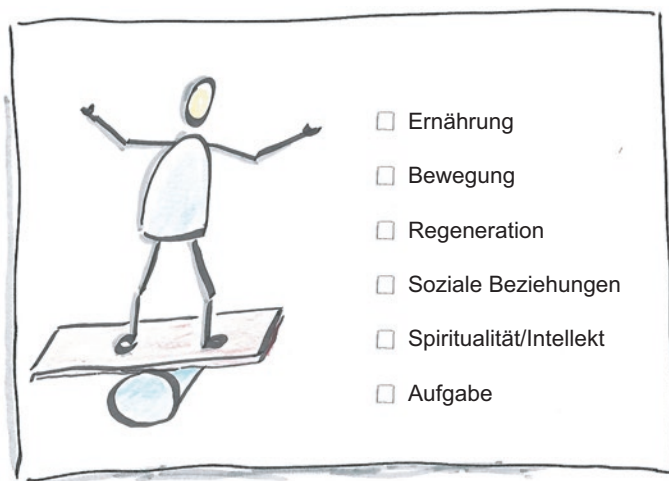 Ernährung
Bewegung
Regeneration
Soziale Beziehungen
Spiritualität/Intellekt
Aufgabe